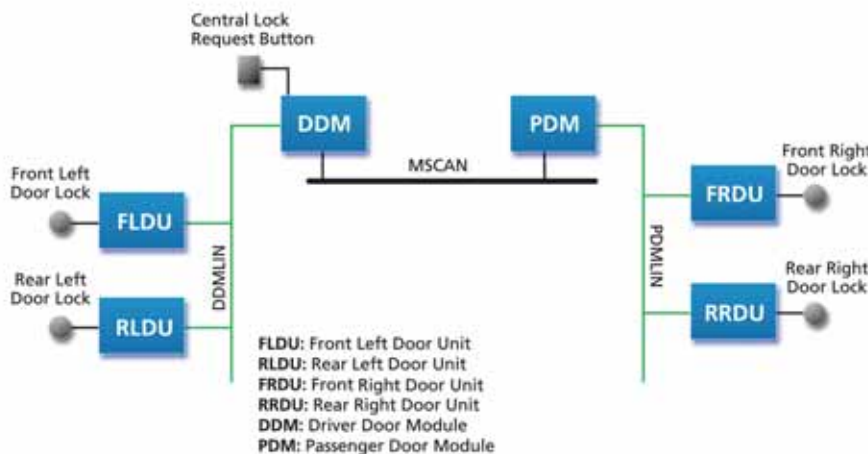 Central Lock
Request Button
DDM
PDM
MSCAN
Front Left
Door Lock
FLDU
Front Right
Door Lock
FRDU
DDMLIN
PDMLIN
Rear Left
Door Lock
RLDU
Rear Right
Door Lock
RRDU
FLDU: Front Left Door Unit
RLDU: Rear Left Door Unit
FRDU: Front Right Door Unit
RRDU: Rear Right Door Unit
DDM: Driver Door Module
PDM: Passenger Door Module